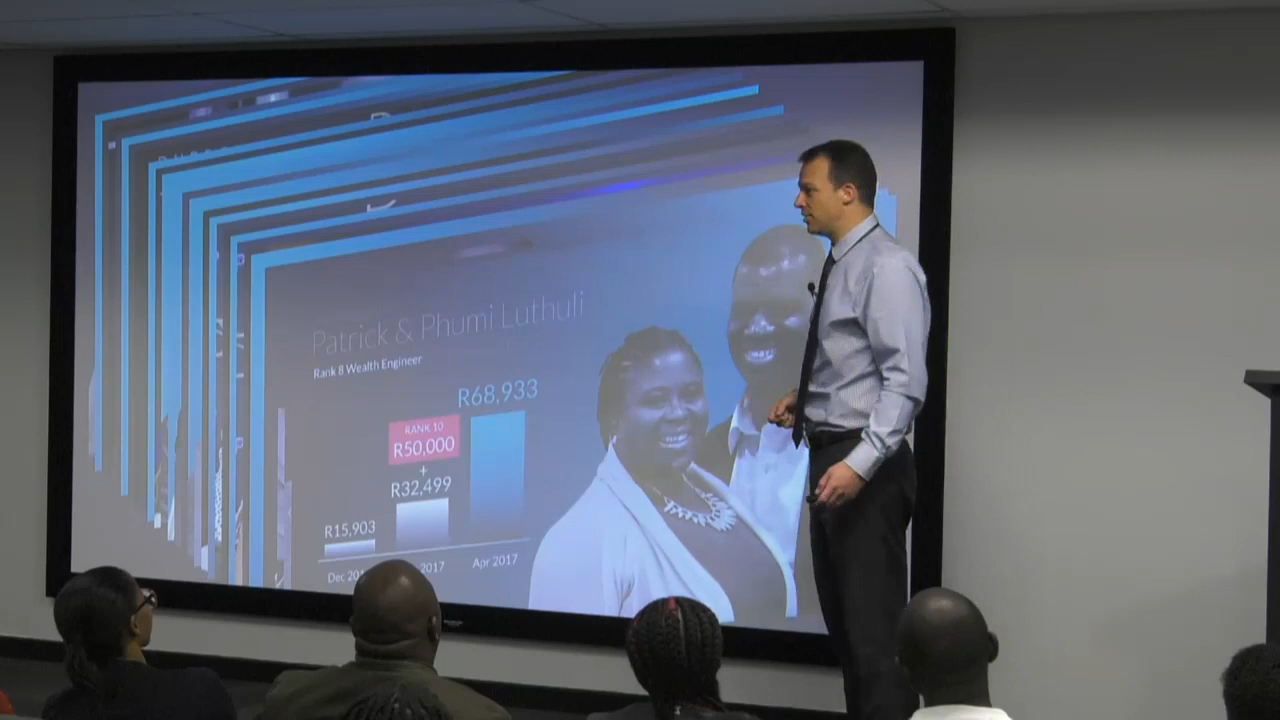 Patrick & Phumi Luthuli
Rank 8 Wealth Engineer
R68,933
RANK 10
R50,000
+
R32,499
R15,903
2017
Apr 2017